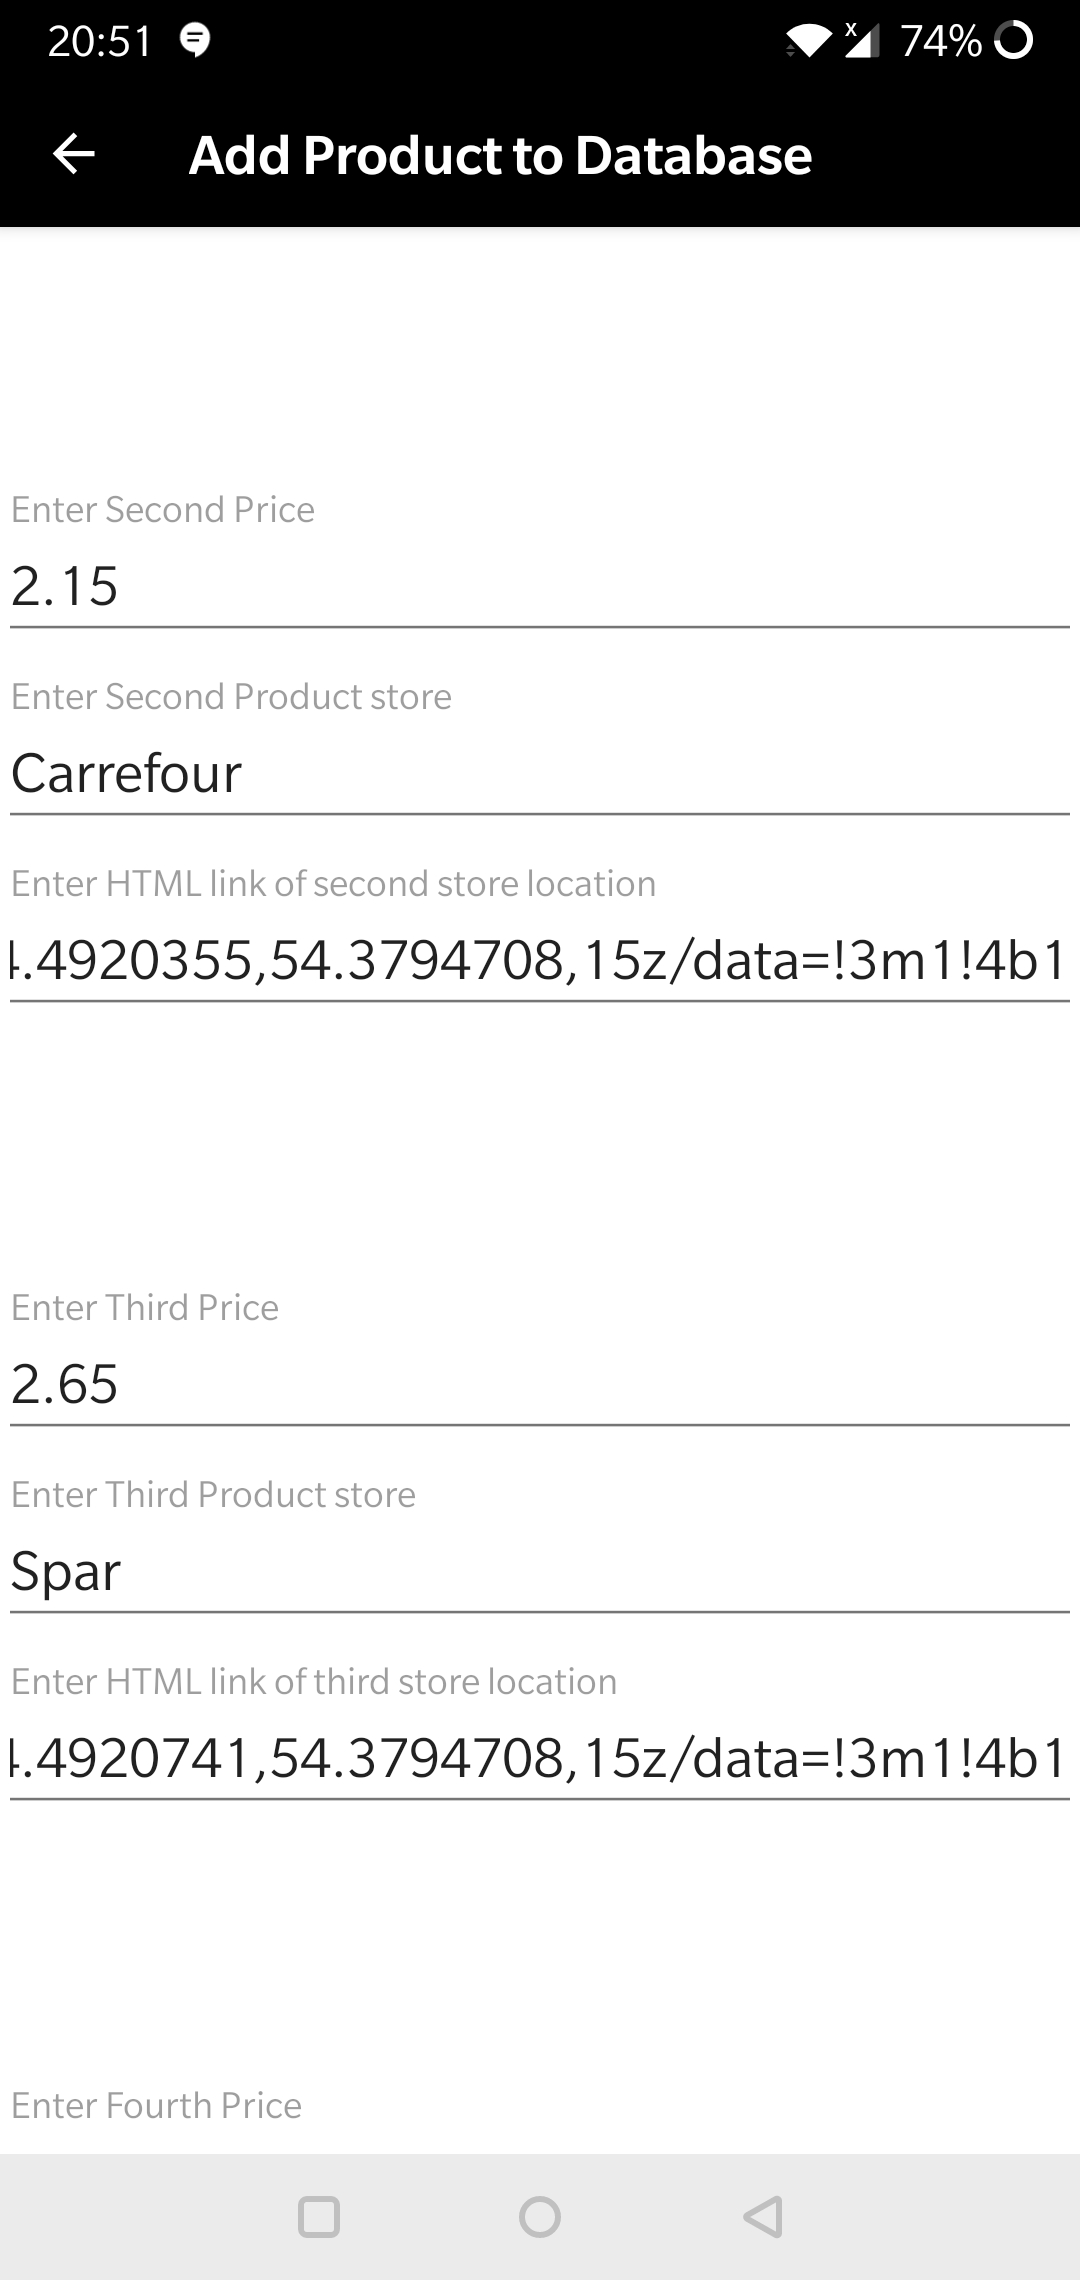 20:51
74%
Add Product to Database
Enter Second Price
2.15
Enter Second Product store
Carrefour
Enter HTML link of second store location
.4920355,54.3794708,15z/data=!3m1!4b1
Enter Third Price
2.65
Enter Third Product store
Spar
Enter HTML link of third store location
.4920741,54.3794708,15z/data=!3m1!4b1
Enter Fourth Price